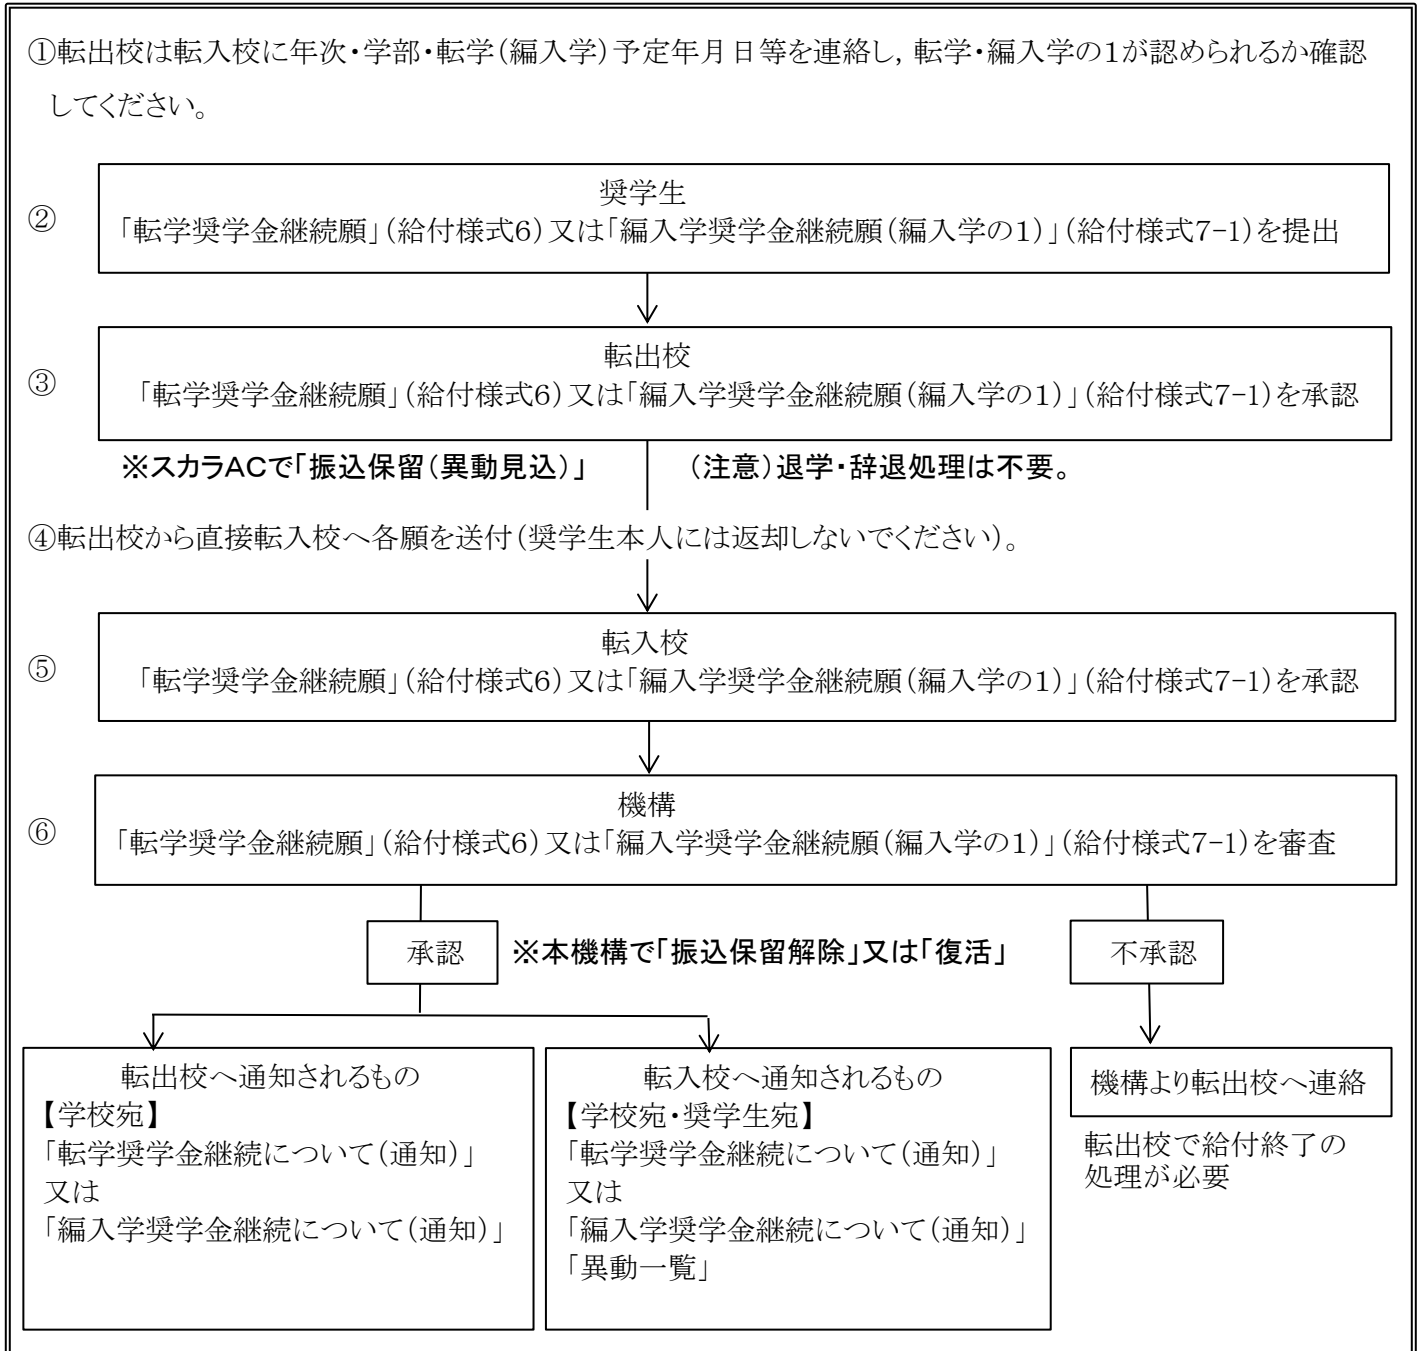 ①転出校は転入校に年次・学部・転学(編入学)予定年月日等を連絡し,転学・編入学の1が認められるか確認
してください。
奨学生
② 「転学奨学金継続願」(給付様式6)又は「編入学奨学金継続願(編入学の1)」(給付様式7-1)を提出
転出校
③ 「転学奨学金継続願」(給付様式6)又は「編入学奨学金継続願(編入学の1)」(給付様式7-1)を承認
※スカラACで「振込保留(異動見込)」 (注意)退学・辞退処理は不要。
④転出校から直接転入校へ各願を送付(奨学生本人には返却しないでください)。
転入校
⑤ 「転学奨学金継続願」(給付様式6)又は「編入学奨学金継続願(編入学の1)」(給付様式7-1)を承認
機構
⑥ 「転学奨学金継続願」(給付様式6)又は「編入学奨学金継続願(編入学の1)」(給付様式7-1)を審査
承認 ※本機構で「振込保留解除」又は「復活」 不承認
転出校へ通知されるもの
【学校宛】
「転学奨学金継続について(通知)」
又は
「編入学奨学金継続について(通知)」
転入校へ通知されるもの
【学校宛・奨学生宛】
「転学奨学金継続について(通知)」
又は
「編入学奨学金継続について(通知)」
「異動一覧」
機構より転出校へ連絡
転出校で給付終了の
処理が必要